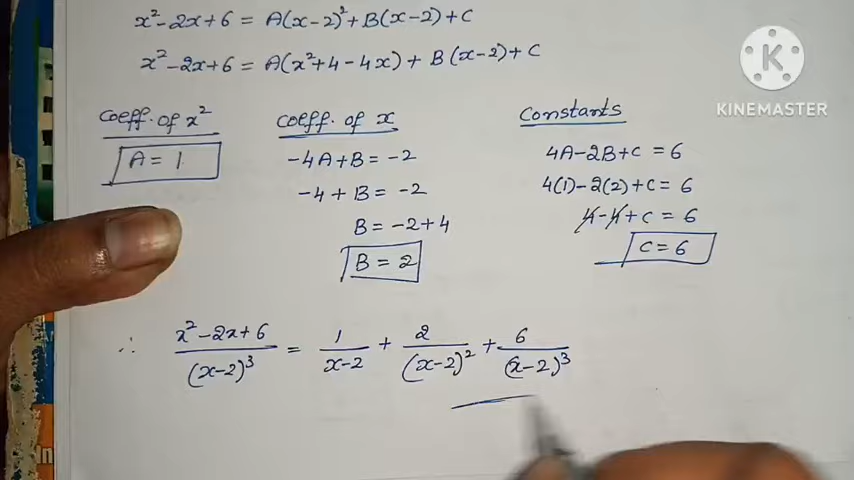 x² - 2x + 6 = A(x-2)² + B(x-2) + C
x² - 2x + 6 = A(x² + 4 - 4x) + B(x-2) + C
Coeff. of x²
A = 1
Coeff. of x
-4A + B = -2
-4 + B = -2
B = -2 + 4
B = 2
Constants
4A - 2B + C = 6
4(1) - 2(2) + C = 6
4 - 4 + C = 6
C = 6
∴ x² - 2x + 6 / (x-2)³ = 1 / x-2 + 2 / (x-2)² + 6 / (x-2)³
K
KINEMASTER